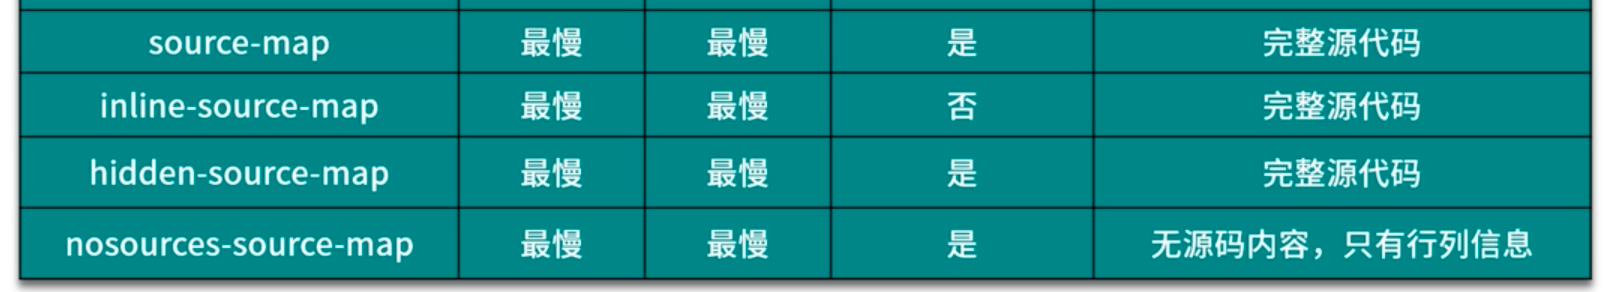 source-map 最慢 最慢 是 完整源代码
inline-source-map 最慢 最慢 否 完整源代码
hidden-source-map 最慢 最慢 是 完整源代码
nosources-source-map 最慢 最慢 是 无源码内容，只有行列信息